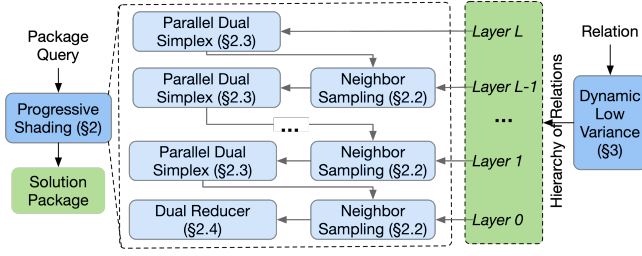 Package
Query
Progressive
Shading (§2)
Solution
Package
Parallel Dual
Simplex (§2.3)
Layer L
Parallel Dual
Simplex (§2.3)
Neighbor
Sampling (§2.2)
Layer L-1
...
...
Parallel Dual
Simplex (§2.3)
Neighbor
Sampling (§2.2)
Layer 1
Dual Reducer
(§2.4)
Neighbor
Sampling (§2.2)
Layer 0
Hierarchy of Relations
Relation
Dynamic
Low
Variance
(§3)